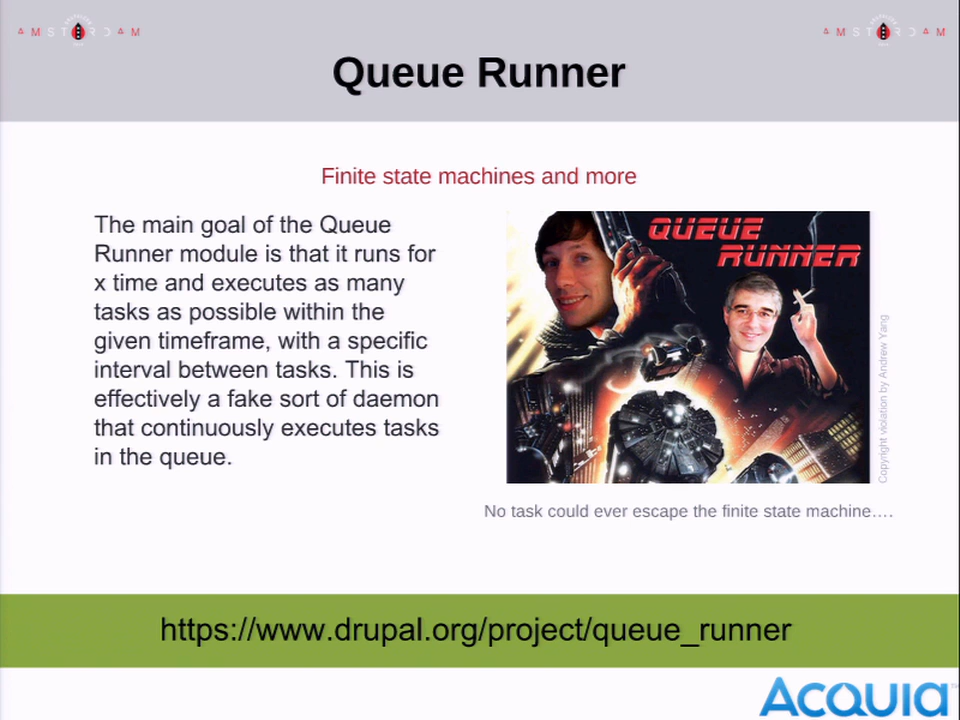 AMSTERDAM
AMSTERDAM
Queue Runner
Finite state machines and more
The main goal of the Queue
Runner module is that it runs for
x time and executes as many
tasks as possible within the
given timeframe, with a specific
interval between tasks. This is
effectively a fake sort of daemon
that continuously executes tasks
in the queue.
QUEUE
RUNNER
Copyright violation by Andrew Yang
No task could ever escape the finite state machine….
https://www.drupal.org/project/queue_runner
ACQUIA